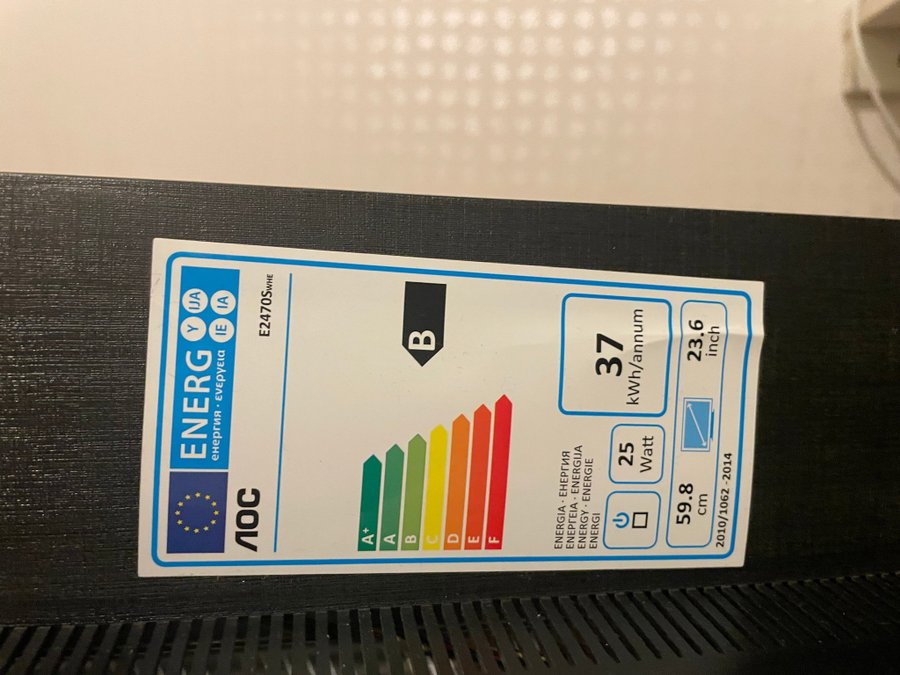 ENERG Y IJA IE IA
енергия · ενεργεια
AOC
E2470SWHE
A+
A
B
B
C
D
E
F
ENERGIA · ЕНЕРГИЯ
ΕΝΕΡΓΕΙΑ · ENERGIJA
ENERGY · ENERGIE
ENERGI
37
kWh/annum
25
Watt
59.8
cm
23.6
inch
2010/1062 -2014